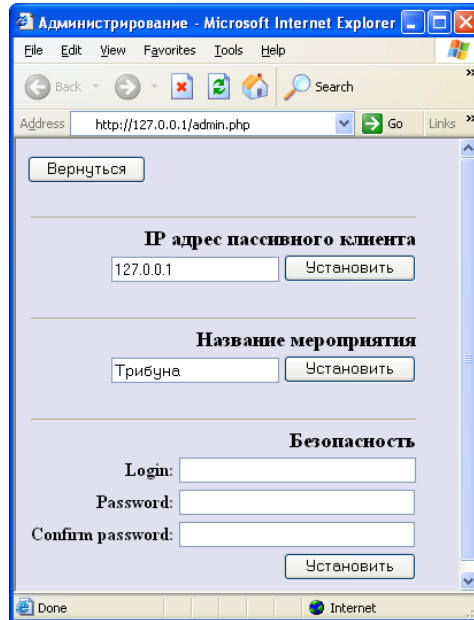 Администрирование - Microsoft Internet Explorer
File Edit View Favorites Tools Help
Back Search
Address http://127.0.0.1/admin.php Go Links
Вернуться
IP адрес пассивного клиента
127.0.0.1 Установить
Название мероприятия
Трибуна Установить
Безопасность
Login:
Password:
Confirm password:
Установить
Done Internet